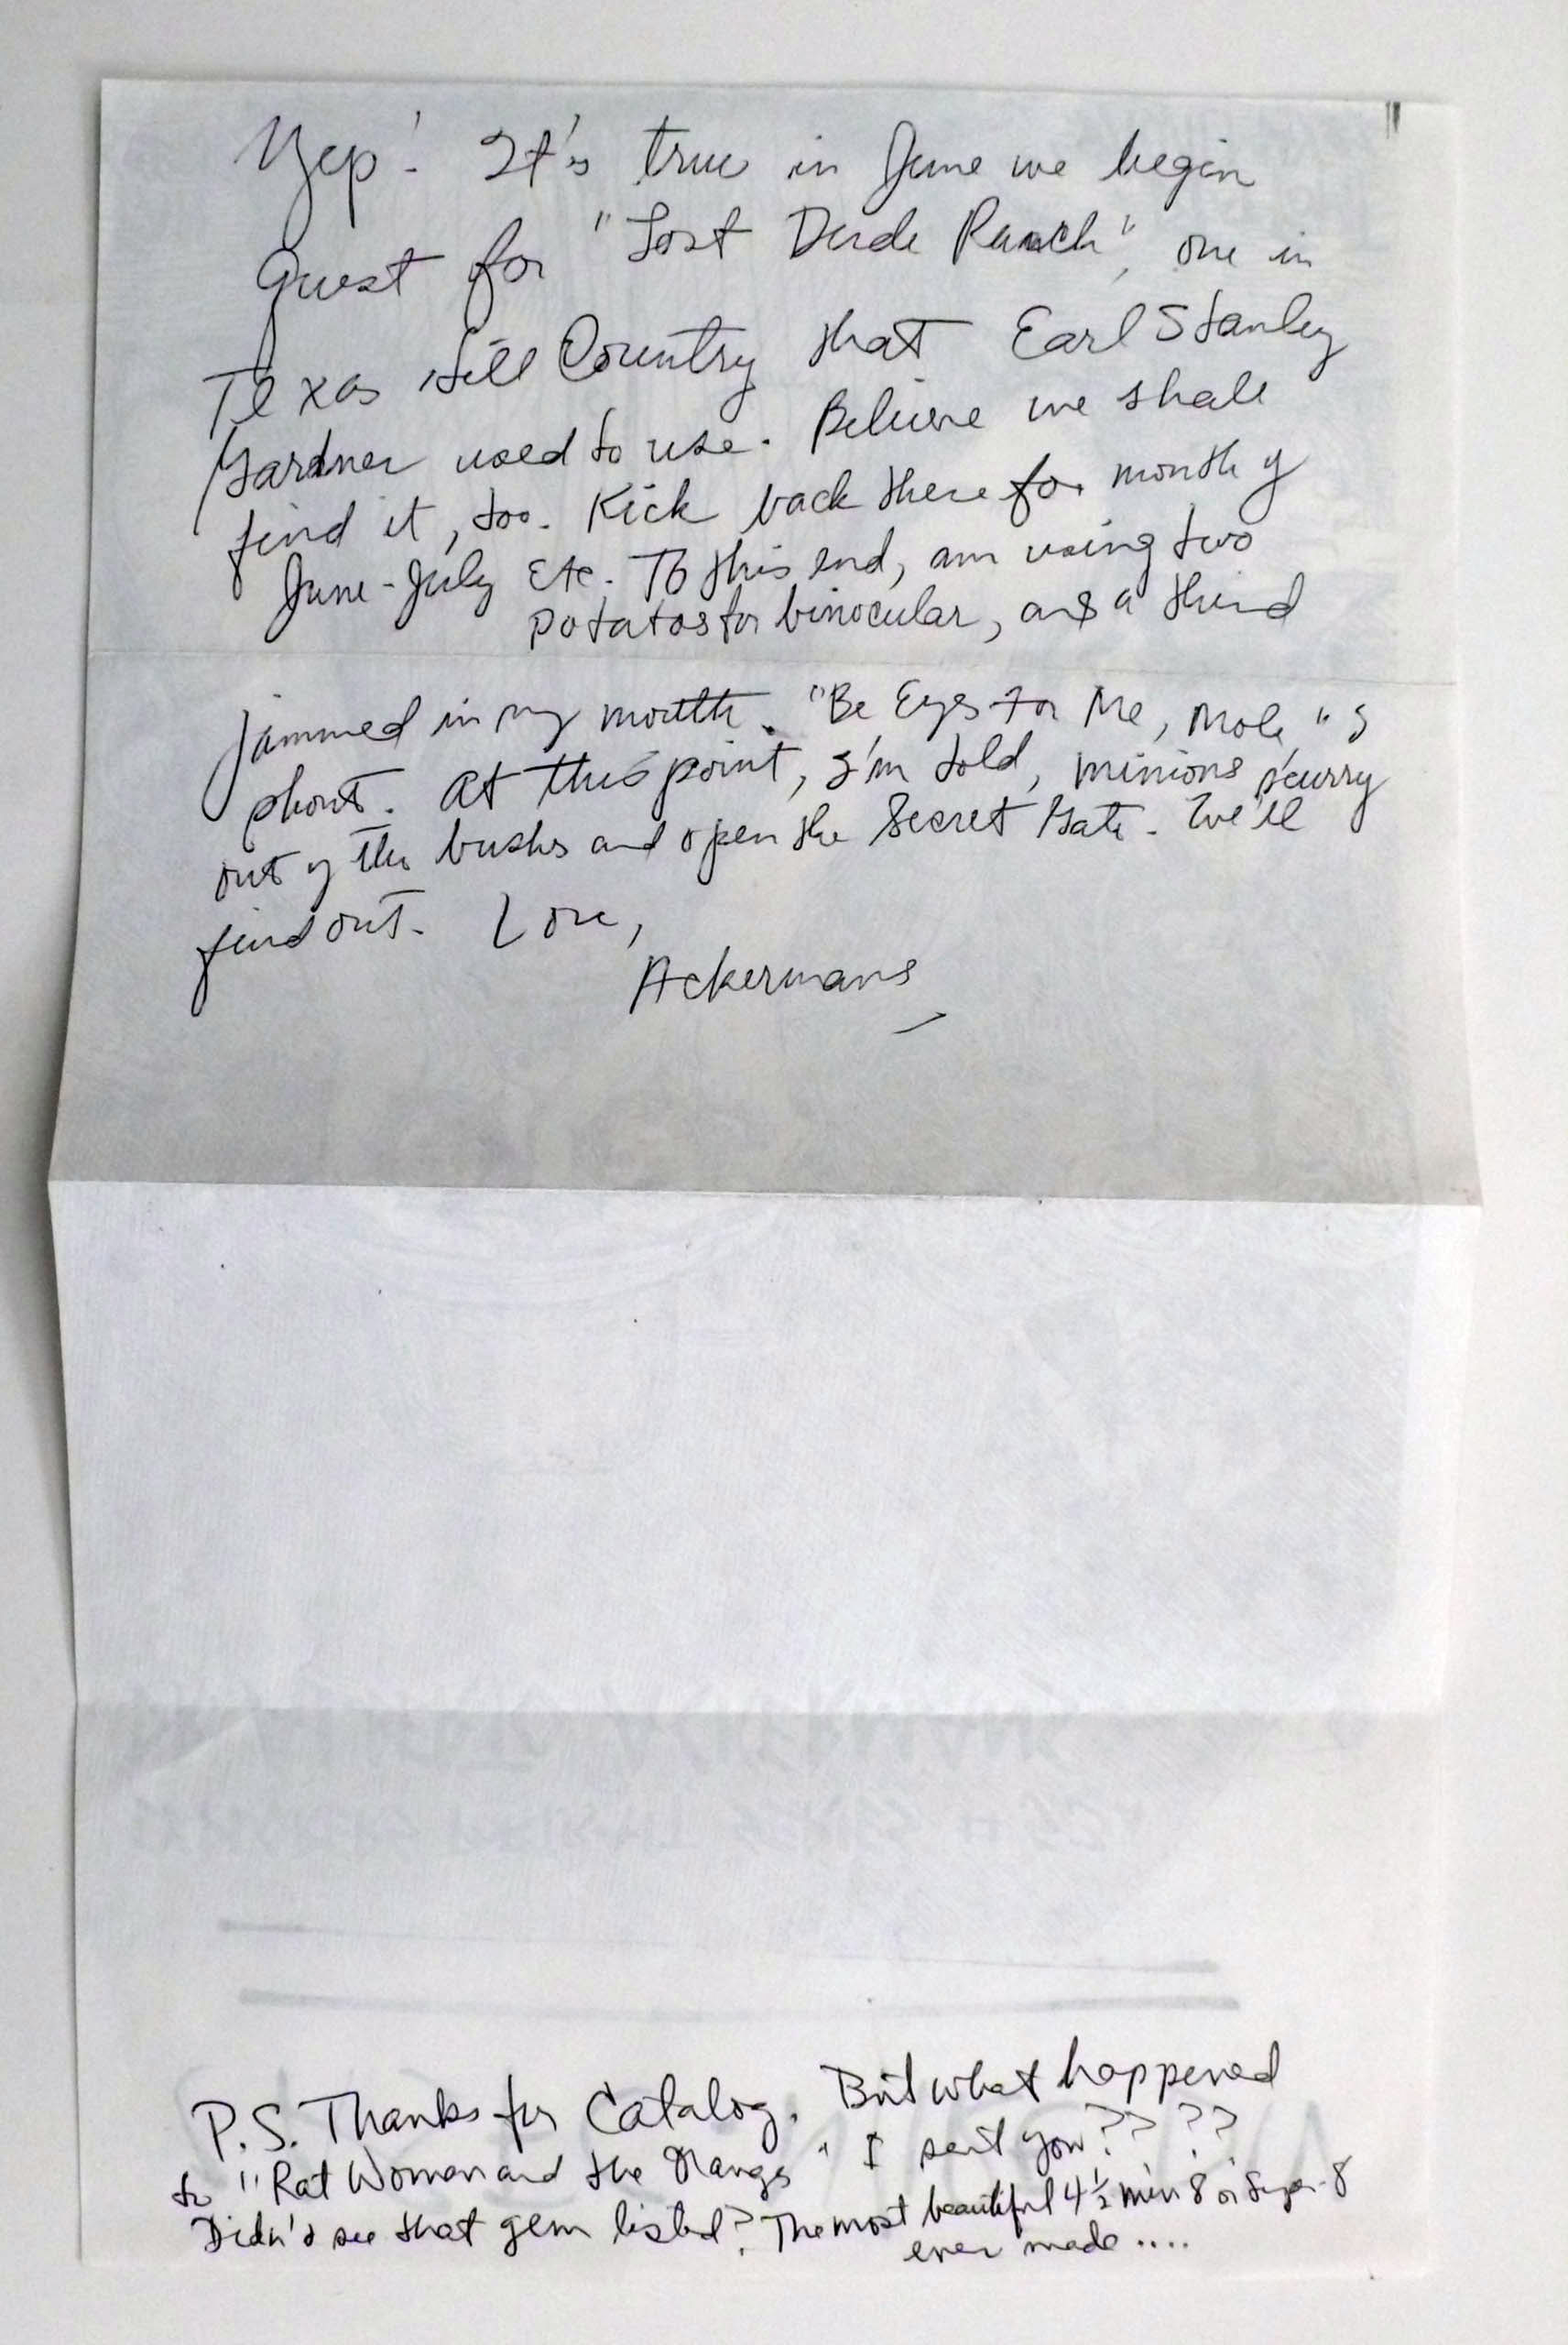 Yep! It's true in June we begin
Quest for "Lost Dude Ranch", one in
Texas Hill Country that Earl Stanley
Gardner used to use. Believe we shall
find it, too. Kick back there for month of
June-July etc. To this end, am using two
potatos for binocular, and a third
jammed in my mouth. "Be Eyes For Me, Mole," I
shout. At this point, I'm told, minions scurry
out of the bushes and open the Secret Gate. We'll
find out. Love,
Ackermans
P.S. Thanks for Catalog. But what happened
to "Rat Woman and the" I sent you?? ??
Didn't see that gem listed? The most beautiful 4½ min 8 or Super-8
ever made....